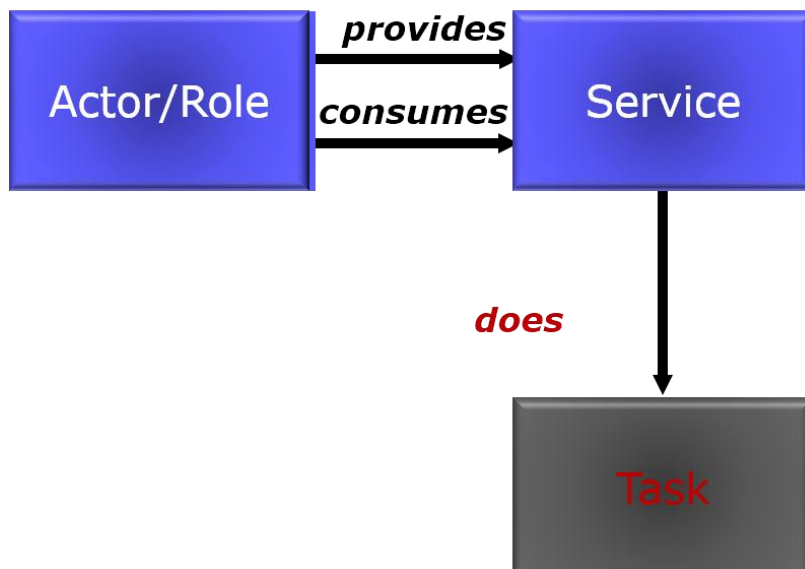 provides
Actor/Role
Service
consumes
does
Task